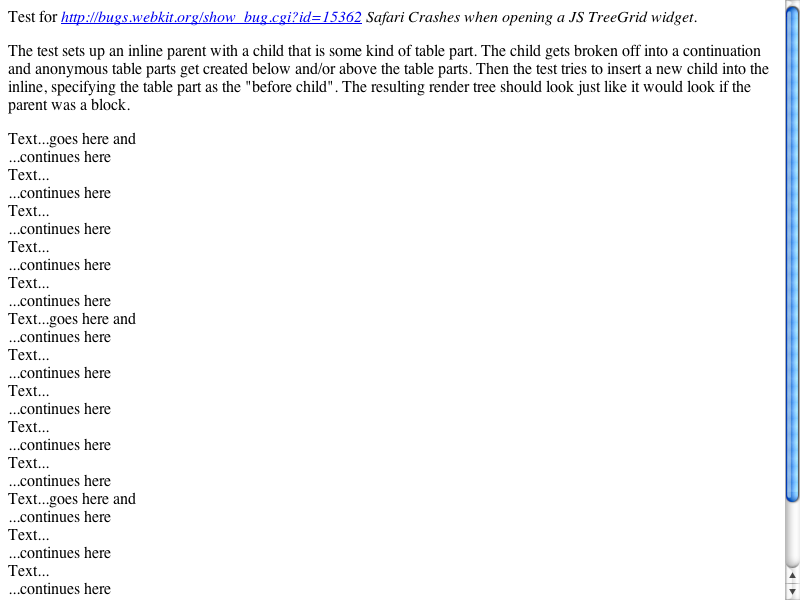 Test for http://bugs.webkit.org/show_bug.cgi?id=15362 Safari Crashes when opening a JS TreeGrid widget.
The test sets up an inline parent with a child that is some kind of table part. The child gets broken off into a continuation
and anonymous table parts get created below and/or above the table parts. Then the test tries to insert a new child into the
inline, specifying the table part as the "before child". The resulting render tree should look just like it would look if the
parent was a block.
Text...goes here and
...continues here
Text...
...continues here
Text...
...continues here
Text...
...continues here
Text...
...continues here
Text...goes here and
...continues here
Text...
...continues here
Text...
...continues here
Text...
...continues here
Text...
...continues here
Text...goes here and
...continues here
Text...
...continues here
Text...
...continues here